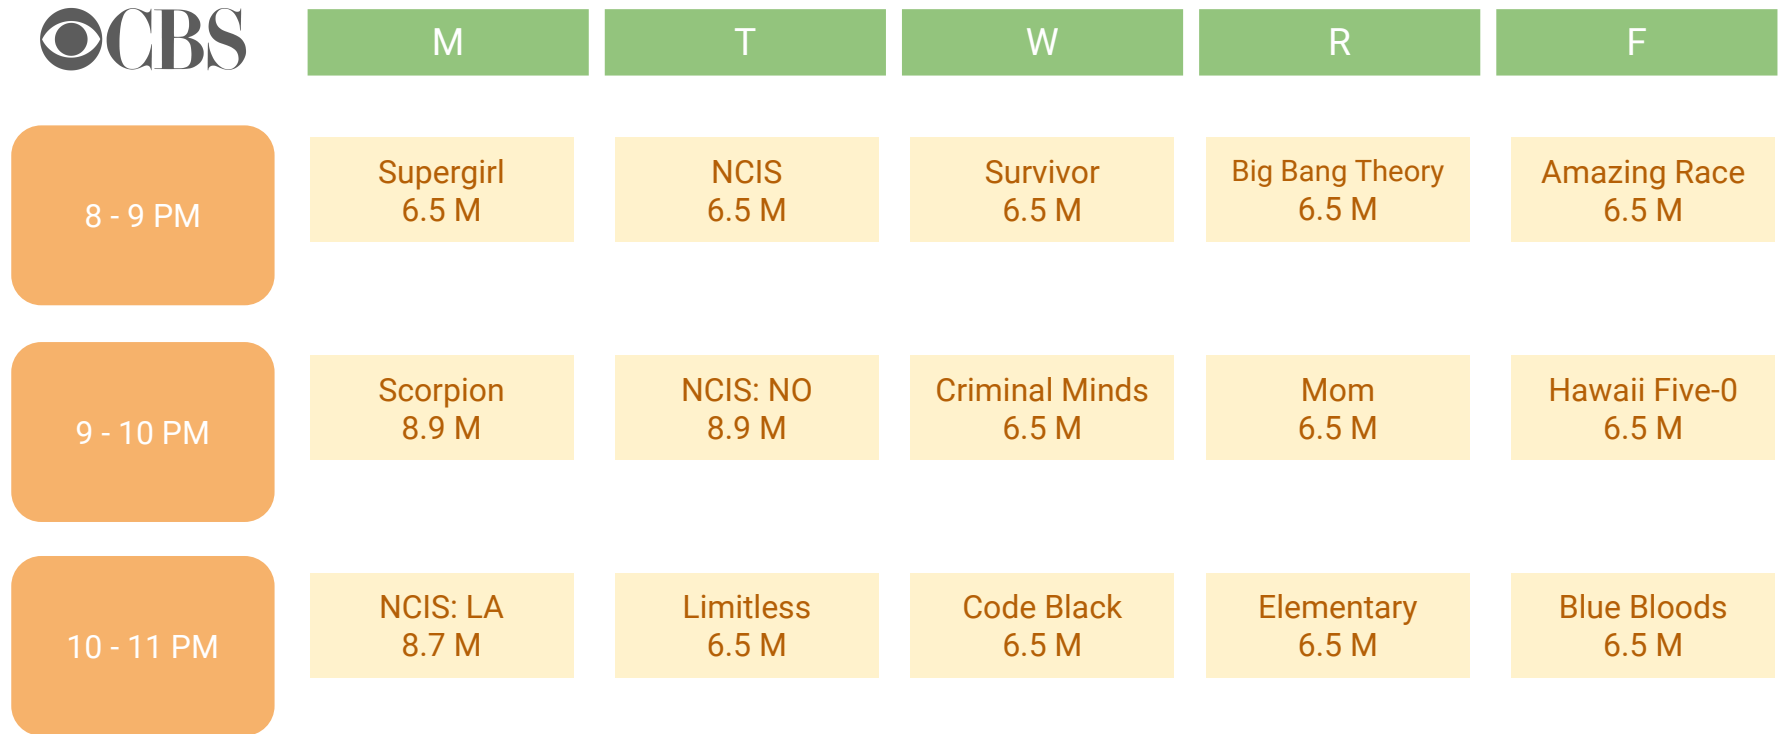 CBS
M
T
W
R
F
8 - 9 PM
Supergirl
6.5 M
NCIS
6.5 M
Survivor
6.5 M
Big Bang Theory
6.5 M
Amazing Race
6.5 M
9 - 10 PM
Scorpion
8.9 M
NCIS: NO
8.9 M
Criminal Minds
6.5 M
Mom
6.5 M
Hawaii Five-0
6.5 M
10 - 11 PM
NCIS: LA
8.7 M
Limitless
6.5 M
Code Black
6.5 M
Elementary
6.5 M
Blue Bloods
6.5 M